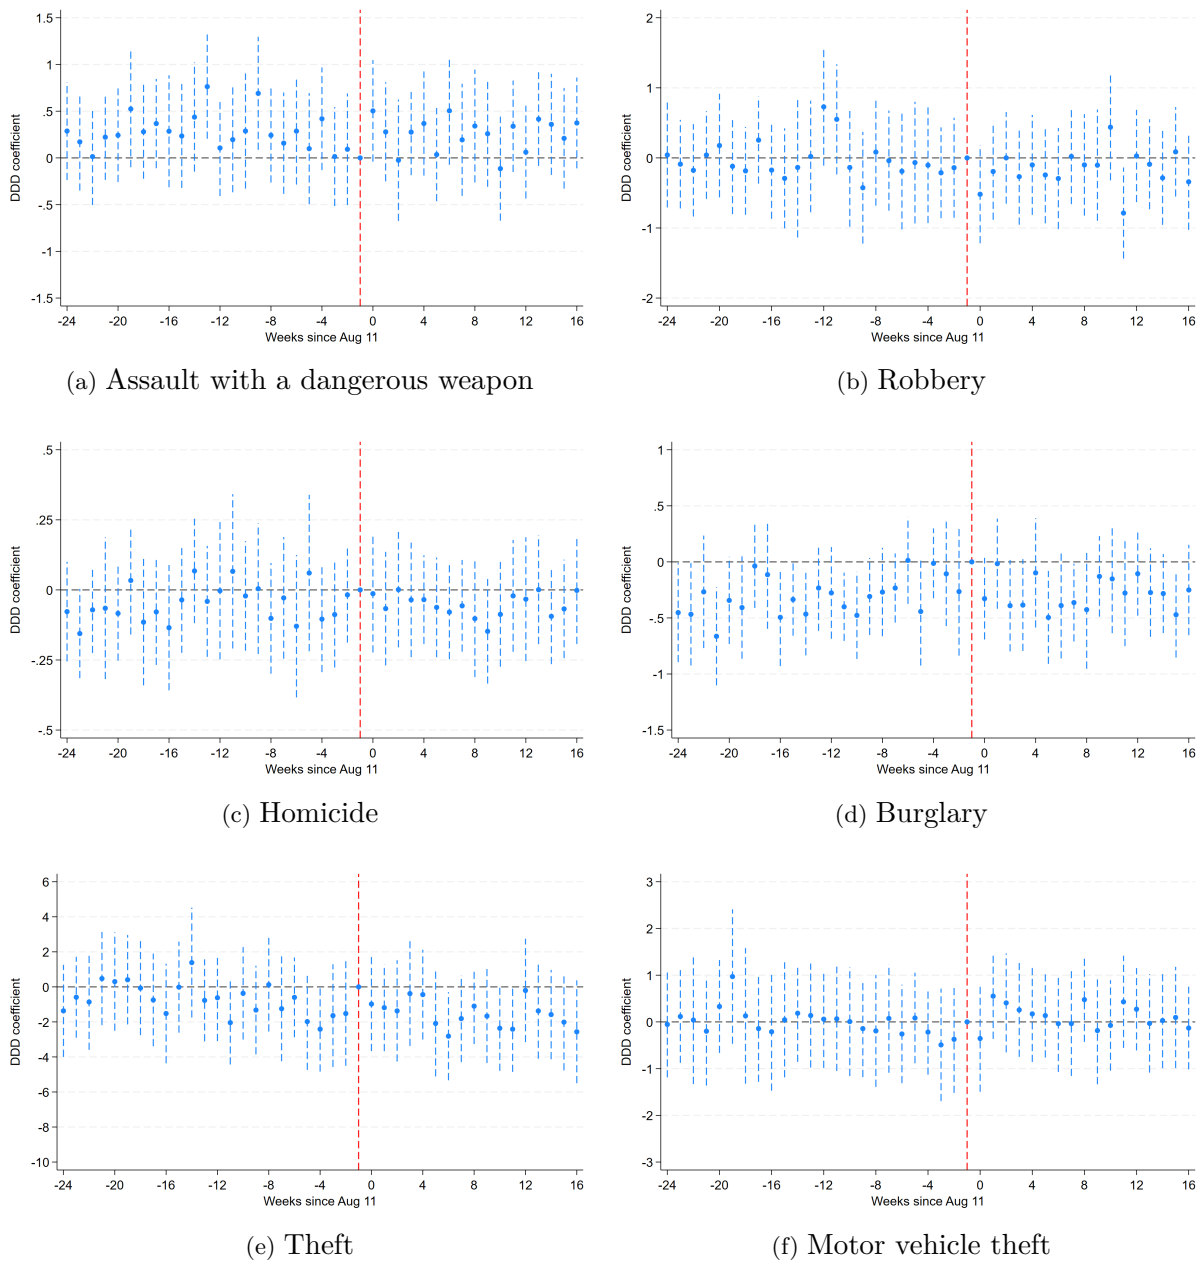 1.5
1
.5
0
-.5
-1
-1.5
DDD coefficient
-24 -20 -16 -12 -8 -4 0 4 8 12 16
Weeks since Aug 11
(a) Assault with a dangerous weapon
2
1
0
-1
-2
DDD coefficient
-24 -20 -16 -12 -8 -4 0 4 8 12 16
Weeks since Aug 11
(b) Robbery
.5
.25
0
-.25
-.5
DDD coefficient
-24 -20 -16 -12 -8 -4 0 4 8 12 16
Weeks since Aug 11
(c) Homicide
1
.5
0
-.5
-1
-1.5
DDD coefficient
-24 -20 -16 -12 -8 -4 0 4 8 12 16
Weeks since Aug 11
(d) Burglary
6
4
2
0
-2
-4
-6
-8
-10
DDD coefficient
-24 -20 -16 -12 -8 -4 0 4 8 12 16
Weeks since Aug 11
(e) Theft
3
2
1
0
-1
-2
-3
DDD coefficient
-24 -20 -16 -12 -8 -4 0 4 8 12 16
Weeks since Aug 11
(f) Motor vehicle theft